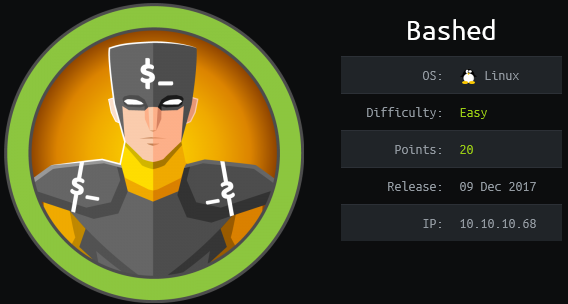 Bashed
OS: Linux
Difficulty: Easy
Points: 20
Release: 09 Dec 2017
IP: 10.10.10.68
$_
$_
$_